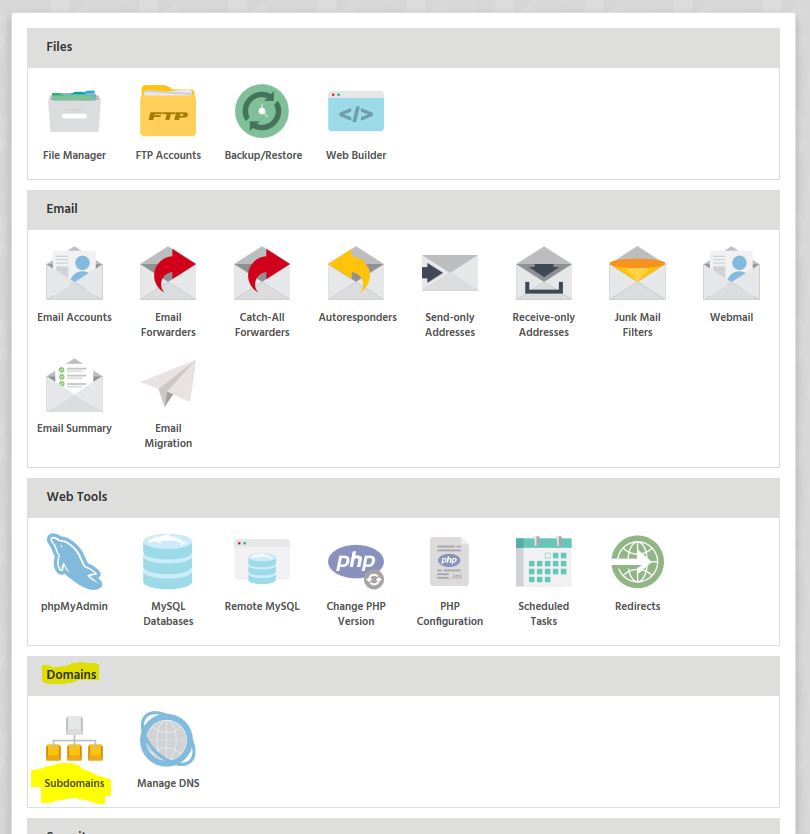 Files
FTP
</>
File Manager
FTP Accounts
Backup/Restore
Web Builder
Email
Email Accounts
Email
Forwarders
Catch-All
Forwarders
Autoresponders
Send-only
Addresses
Receive-only
Addresses
Junk Mail
Filters
Webmail
Email Summary
Email
Migration
Web Tools
php
php
.ini
phpMyAdmin
MySQL
Databases
Remote MySQL
Change PHP
Version
PHP
Configuration
Scheduled
Tasks
Redirects
Domains
Subdomains
Manage DNS